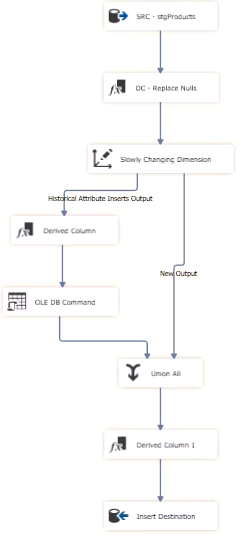 SRC - stgProducts
DC - Replace Nulls
Slowly Changing Dimension
Historical Attribute Inserts Output
Derived Column
New Output
OLE DB Command
Union All
Derived Column 1
Insert Destination